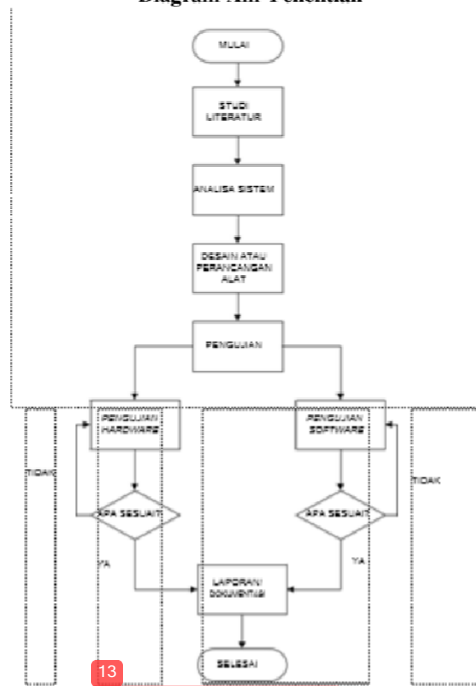 Diagram Alir Penelitian
MULAI
STUDI
LITERATUR
ANALISA SISTEM
DESAIN ATAU
PERANCANGAN
ALAT
PENGUJIAN
PENGUJIAN
HARDWARE
PENGUJIAN
SOFTWARE
TIDAK
TIDAK
APA SESUAI?
APA SESUAI?
YA
YA
LAPORAN/
DOKUMENTASI
SELESAI
13